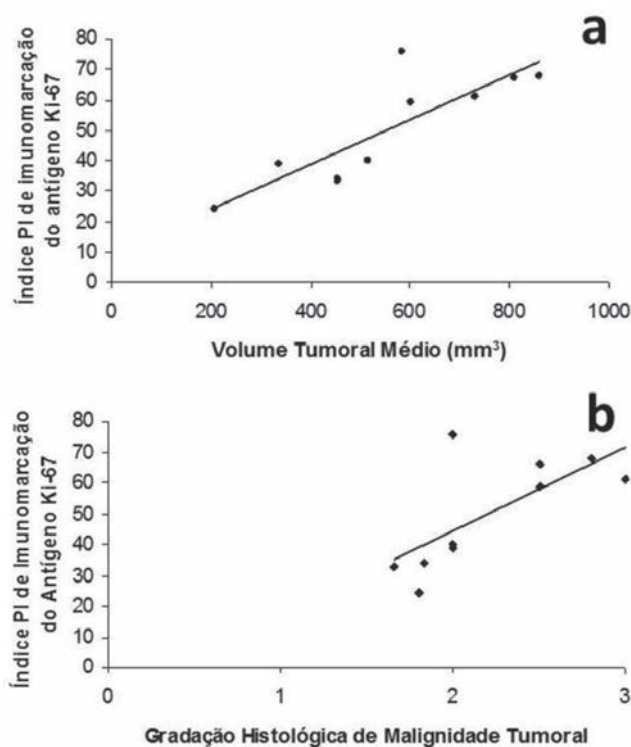 a
Índice PI de imunomarcação
do antígeno Ki-67
80
70
60
50
40
30
20
10
0
0 200 400 600 800 1000
Volume Tumoral Médio (mm³)
b
Índice PI de Imunomarcação
do Antígeno Ki-67
80
70
60
50
40
30
20
10
0
0 1 2 3
Gradação Histológica de Malignidade Tumoral